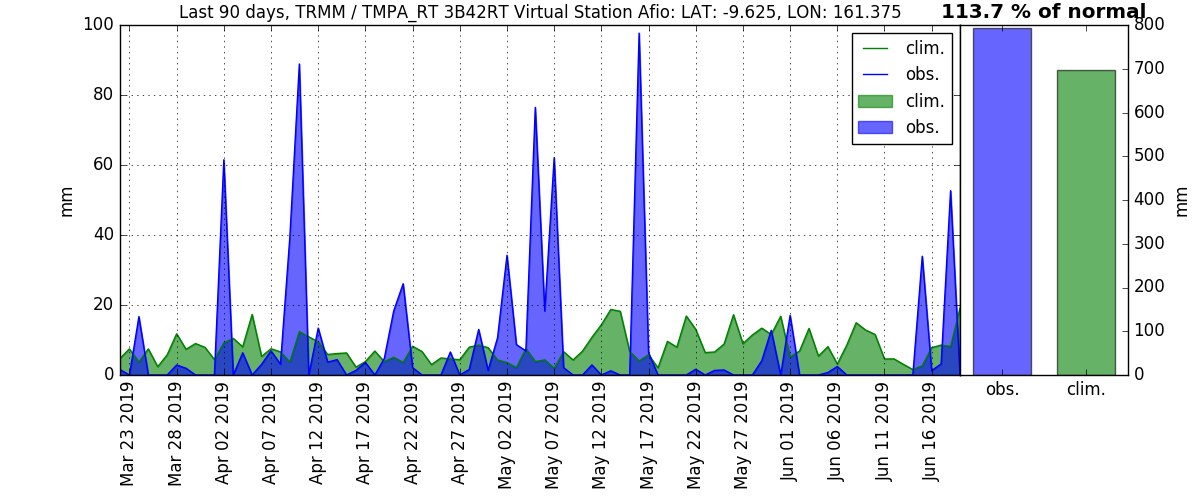 Last 90 days, TRMM / TMPA_RT 3B42RT Virtual Station Afio: LAT: -9.625, LON: 161.375
113.7 % of normal
mm
100
80
60
40
20
0
clim.
obs.
clim.
obs.
800
700
600
500
400
300
200
100
0
mm
Mar 23 2019
Mar 28 2019
Apr 02 2019
Apr 07 2019
Apr 12 2019
Apr 17 2019
Apr 22 2019
Apr 27 2019
May 02 2019
May 07 2019
May 12 2019
May 17 2019
May 22 2019
May 27 2019
Jun 01 2019
Jun 06 2019
Jun 11 2019
Jun 16 2019
obs.
clim.